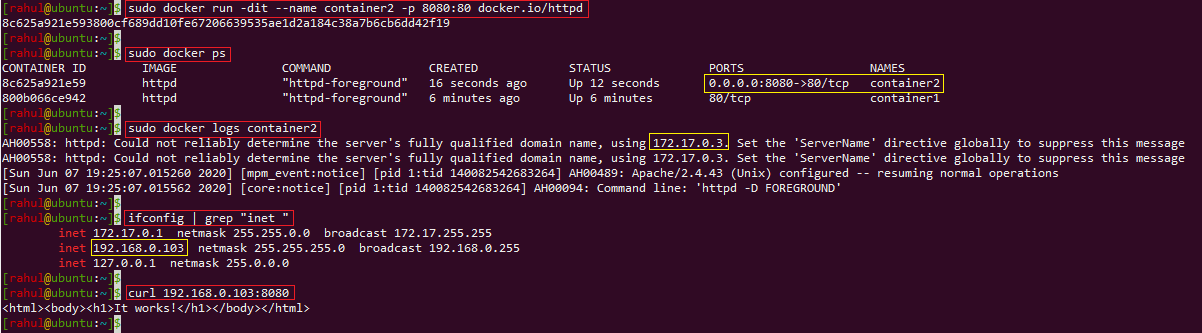 [rahul@ubuntu:~]$ sudo docker run -dit --name container2 -p 8080:80 docker.io/httpd
8c625a921e593800cf689dd10fe67206639535ae1d2a184c38a7b6cb6dd42f19
[rahul@ubuntu:~]$
[rahul@ubuntu:~]$ sudo docker ps
CONTAINER ID IMAGE COMMAND CREATED STATUS PORTS NAMES
8c625a921e59 httpd "httpd-foreground" 16 seconds ago Up 12 seconds 0.0.0.0:8080->80/tcp container2
800b066ce942 httpd "httpd-foreground" 6 minutes ago Up 6 minutes 80/tcp container1
[rahul@ubuntu:~]$
[rahul@ubuntu:~]$ sudo docker logs container2
AH00558: httpd: Could not reliably determine the server's fully qualified domain name, using 172.17.0.3. Set the 'ServerName' directive globally to suppress this message
AH00558: httpd: Could not reliably determine the server's fully qualified domain name, using 172.17.0.3. Set the 'ServerName' directive globally to suppress this message
[Sun Jun 07 19:25:07.015260 2020] [mpm_event:notice] [pid 1:tid 140082542683264] AH00489: Apache/2.4.43 (Unix) configured -- resuming normal operations
[Sun Jun 07 19:25:07.015562 2020] [core:notice] [pid 1:tid 140082542683264] AH00094: Command line: 'httpd -D FOREGROUND'
[rahul@ubuntu:~]$
[rahul@ubuntu:~]$ ifconfig | grep "inet "
inet 172.17.0.1 netmask 255.255.0.0 broadcast 172.17.255.255
inet 192.168.0.103 netmask 255.255.255.0 broadcast 192.168.0.255
inet 127.0.0.1 netmask 255.0.0.0
[rahul@ubuntu:~]$
[rahul@ubuntu:~]$ curl 192.168.0.103:8080
<html><body><h1>It works!</h1></body></html>
[rahul@ubuntu:~]$